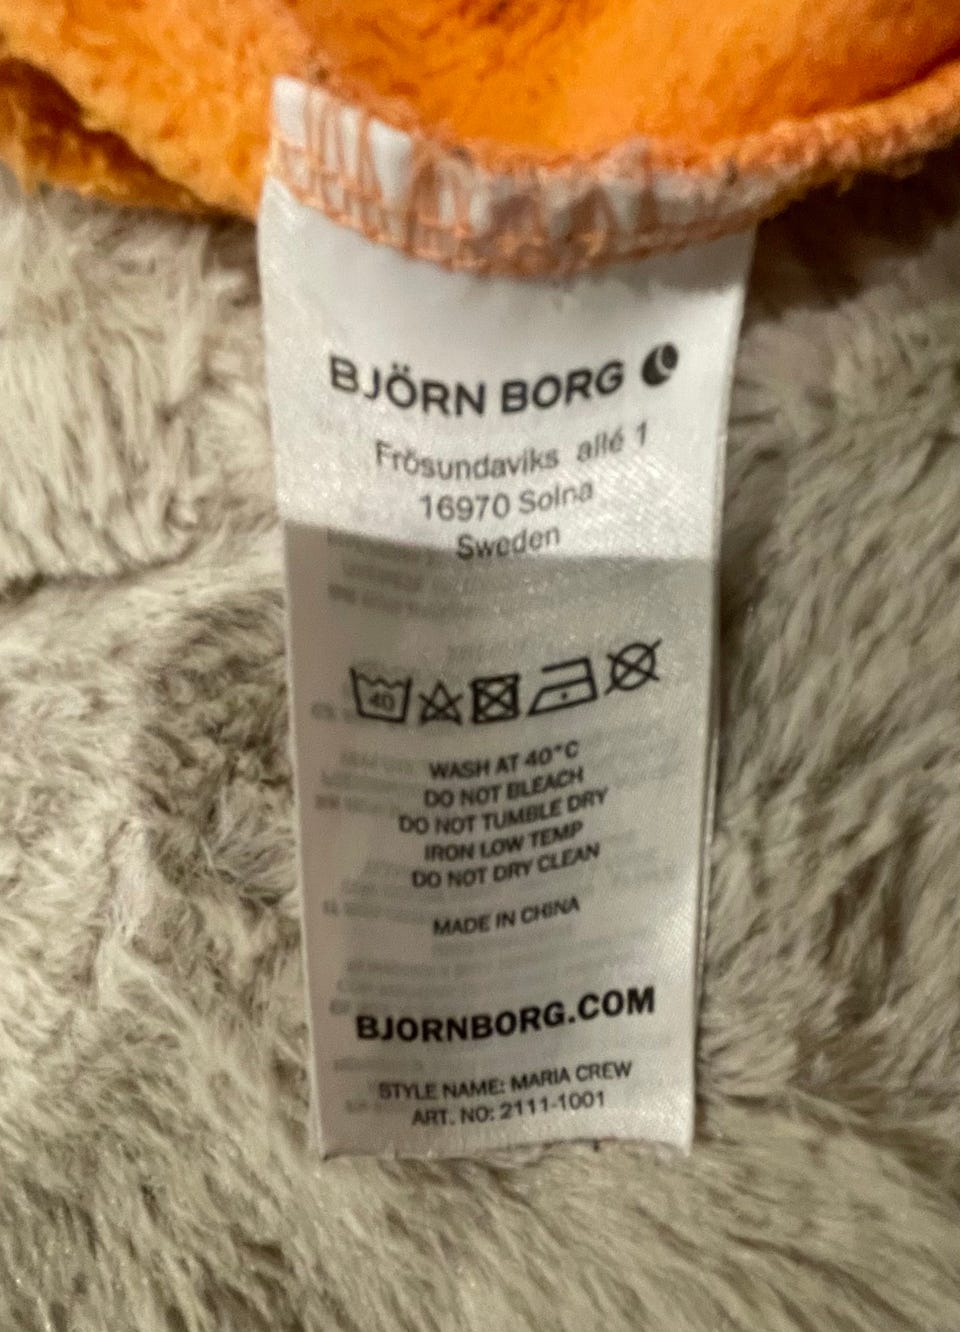 BJÖRN BORG
Frösundaviks allé 1
16970 Solna
Sweden
40
WASH AT 40°C
DO NOT BLEACH
DO NOT TUMBLE DRY
IRON LOW TEMP
DO NOT DRY CLEAN
MADE IN CHINA
BJORNBORG.COM
STYLE NAME: MARIA CREW
ART. NO: 2111-1001